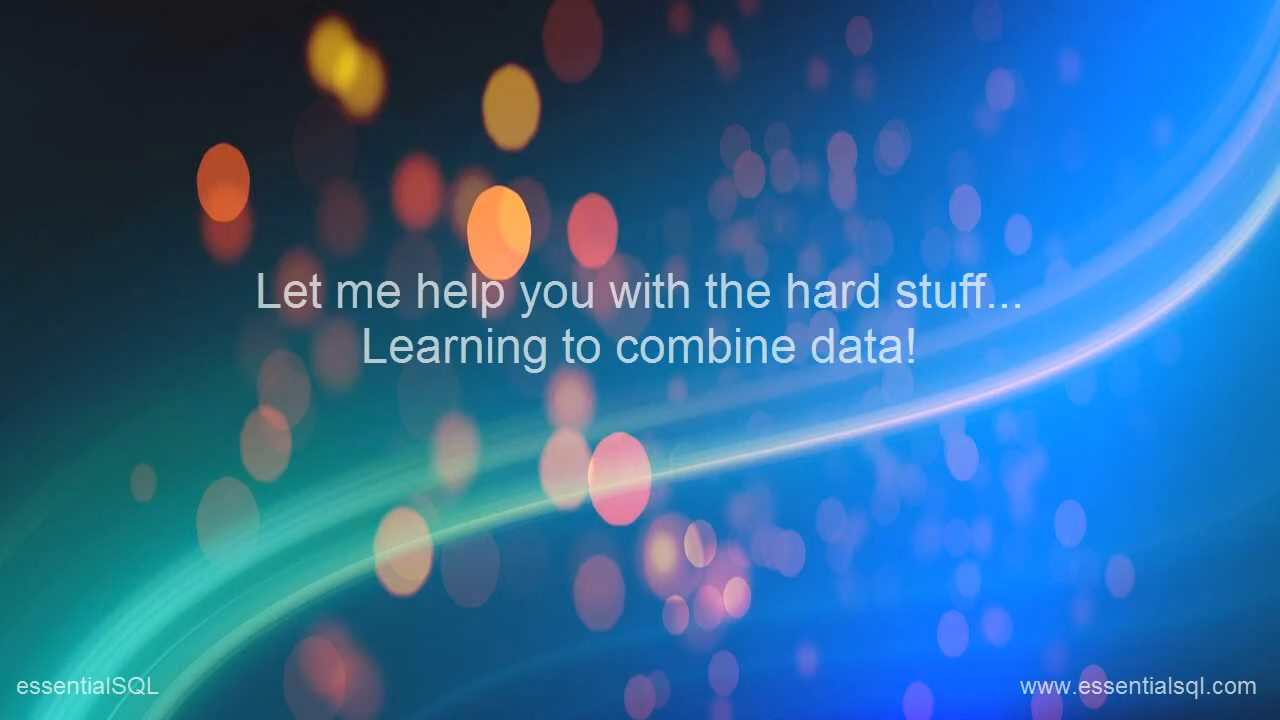 Let me help you with the hard stuff...
Learning to combine data!
essentialSQL
www.essentialsql.com